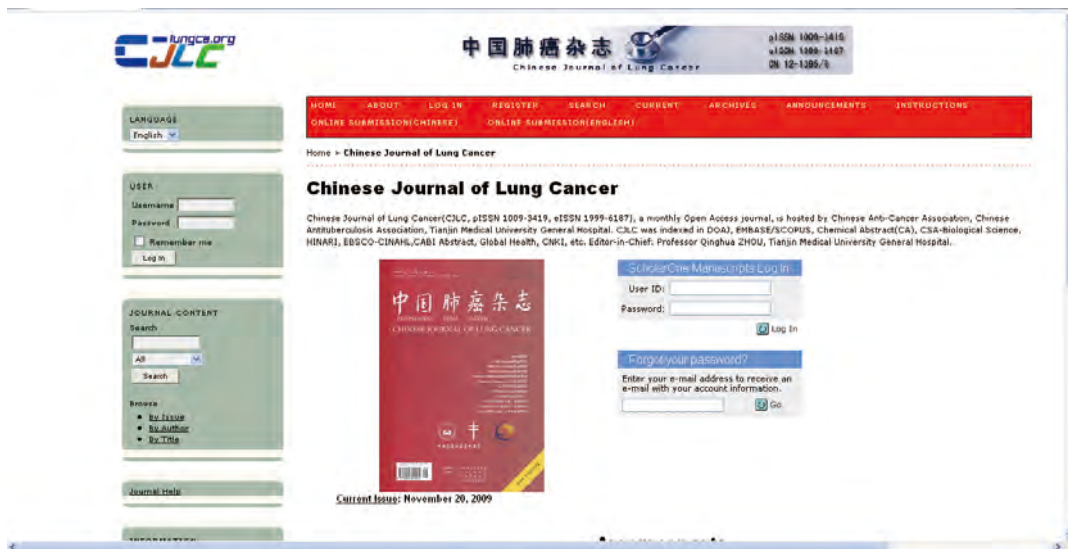 lungca.org
CJLC
中国肺癌杂志
Chinese Journal of Lung Cancer
pISSN 1009-3419
eISSN 1999-6187
CN 12-1395/R
HOME ABOUT LOG IN REGISTER SEARCH CURRENT ARCHIVES ANNOUNCEMENTS INSTRUCTIONS
ONLINE SUBMISSION(CHINESE) ONLINE SUBMISSION(ENGLISH)
LANGUAGE
English
Home > Chinese Journal of Lung Cancer
USER
Username
Password
Remember me
Log In
Chinese Journal of Lung Cancer
Chinese Journal of Lung Cancer(CJLC, pISSN 1009-3419, eISSN 1999-6187), a monthly Open Access journal, is hosted by Chinese Anti-Cancer Association, Chinese
Antituberculosis Association, Tianjin Medical University General Hospital. CJLC was indexed in DOAJ, EMBASE/SCOPUS, Chemical Abstract(CA), CSA-Biological Science,
HINARI, EBSCO-CINAHL,CABI Abstract, Global Health, CNKI, etc. Editor-in-Chief: Professor Qinghua ZHOU, Tianjin Medical University General Hospital.
JOURNAL CONTENT
Search
All
Search
Browse
By Issue
By Author
By Title
Journal Help
中国肺癌杂志
CHINESE JOURNAL OF LUNG CANCER
Current Issue: November 20, 2009
ScholarOne Manuscripts Log In
User ID:
Password:
Log In
Forgot your password?
Enter your e-mail address to receive an
e-mail with your account information.
Go
INFORMATION